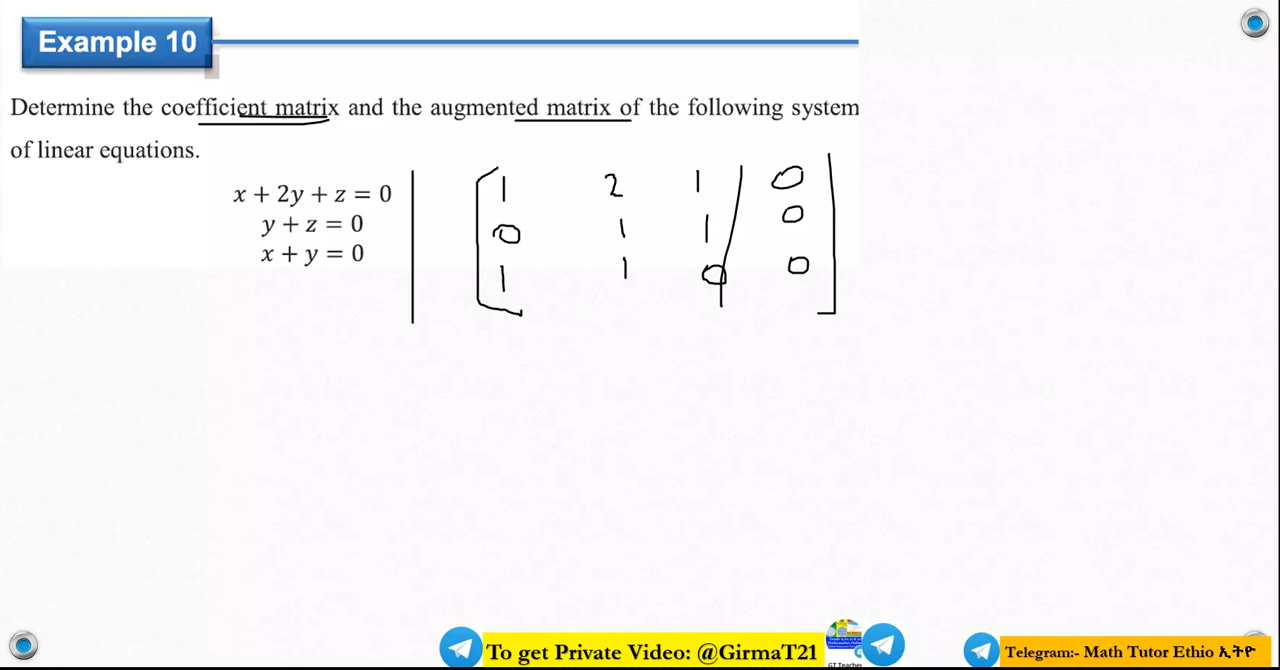 Example 10
Determine the coefficient matrix and the augmented matrix of the following system
of linear equations.
x + 2y + z = 0
y + z = 0
x + y = 0
1 2 1 0
0 1 1 0
1 1 0 0
To get Private Video: @GirmaT21
GT Teaches
Telegram:- Math Tutor Ethio ኢትዮ